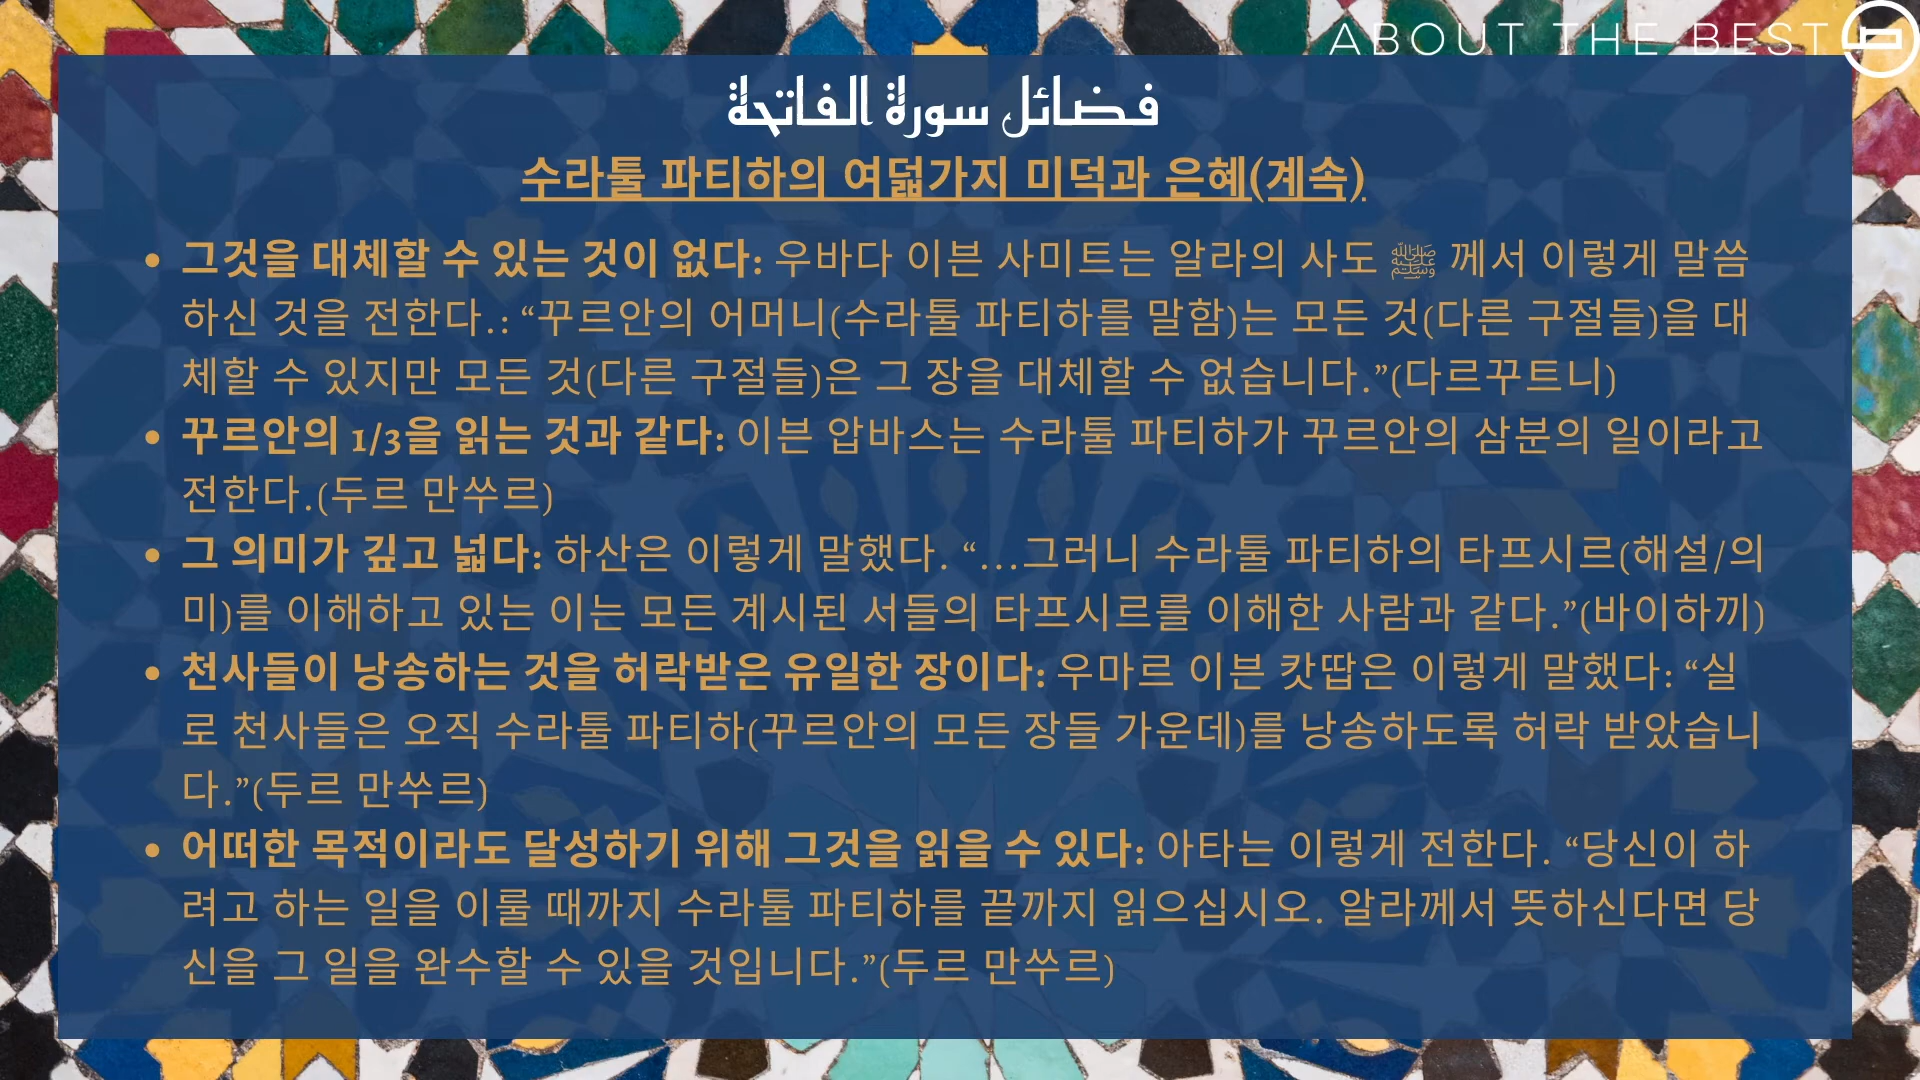 ABOUT THE BEST
فضائل سورة الفاتحة
수라툴 파티하의 여덟가지 미덕과 은혜(계속)
• 그것을 대체할 수 있는 것이 없다: 우바다 이븐 사미트는 알라의 사도 ﷺ 께서 이렇게 말씀
하신 것을 전한다.: “꾸르안의 어머니(수라툴 파티하를 말함)는 모든 것(다른 구절들)을 대
체할 수 있지만 모든 것(다른 구절들)은 그 장을 대체할 수 없습니다.”(다르꾸트니)
• 꾸르안의 1/3을 읽는 것과 같다: 이븐 압바스는 수라툴 파티하가 꾸르안의 삼분의 일이라고
전한다.(두르 만쑤르)
• 그 의미가 깊고 넓다: 하산은 이렇게 말했다. “...그러니 수라툴 파티하의 타프시르(해설/의
미)를 이해하고 있는 이는 모든 계시된 서들의 타프시르를 이해한 사람과 같다.”(바이하끼)
• 천사들이 낭송하는 것을 허락받은 유일한 장이다: 우마르 이븐 캇땁은 이렇게 말했다: “실
로 천사들은 오직 수라툴 파티하(꾸르안의 모든 장들 가운데)를 낭송하도록 허락 받았습니
다.”(두르 만쑤르)
• 어떠한 목적이라도 달성하기 위해 그것을 읽을 수 있다: 아타는 이렇게 전한다. “당신이 하
려고 하는 일을 이룰 때까지 수라툴 파티하를 끝까지 읽으십시오. 알라께서 뜻하신다면 당
신을 그 일을 완수할 수 있을 것입니다.”(두르 만쑤르)